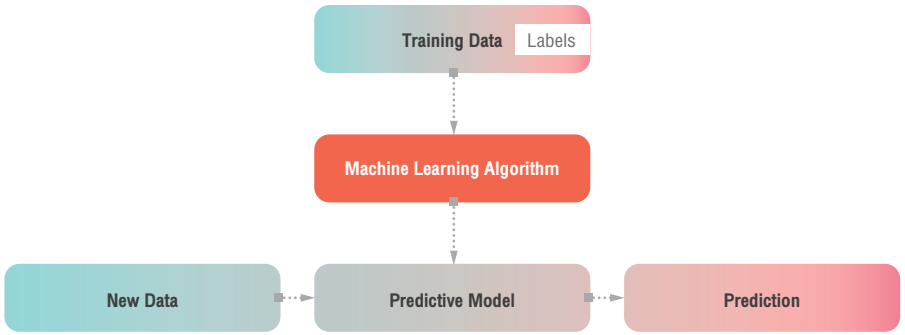 Training Data
Labels
Machine Learning Algorithm
New Data
Predictive Model
Prediction